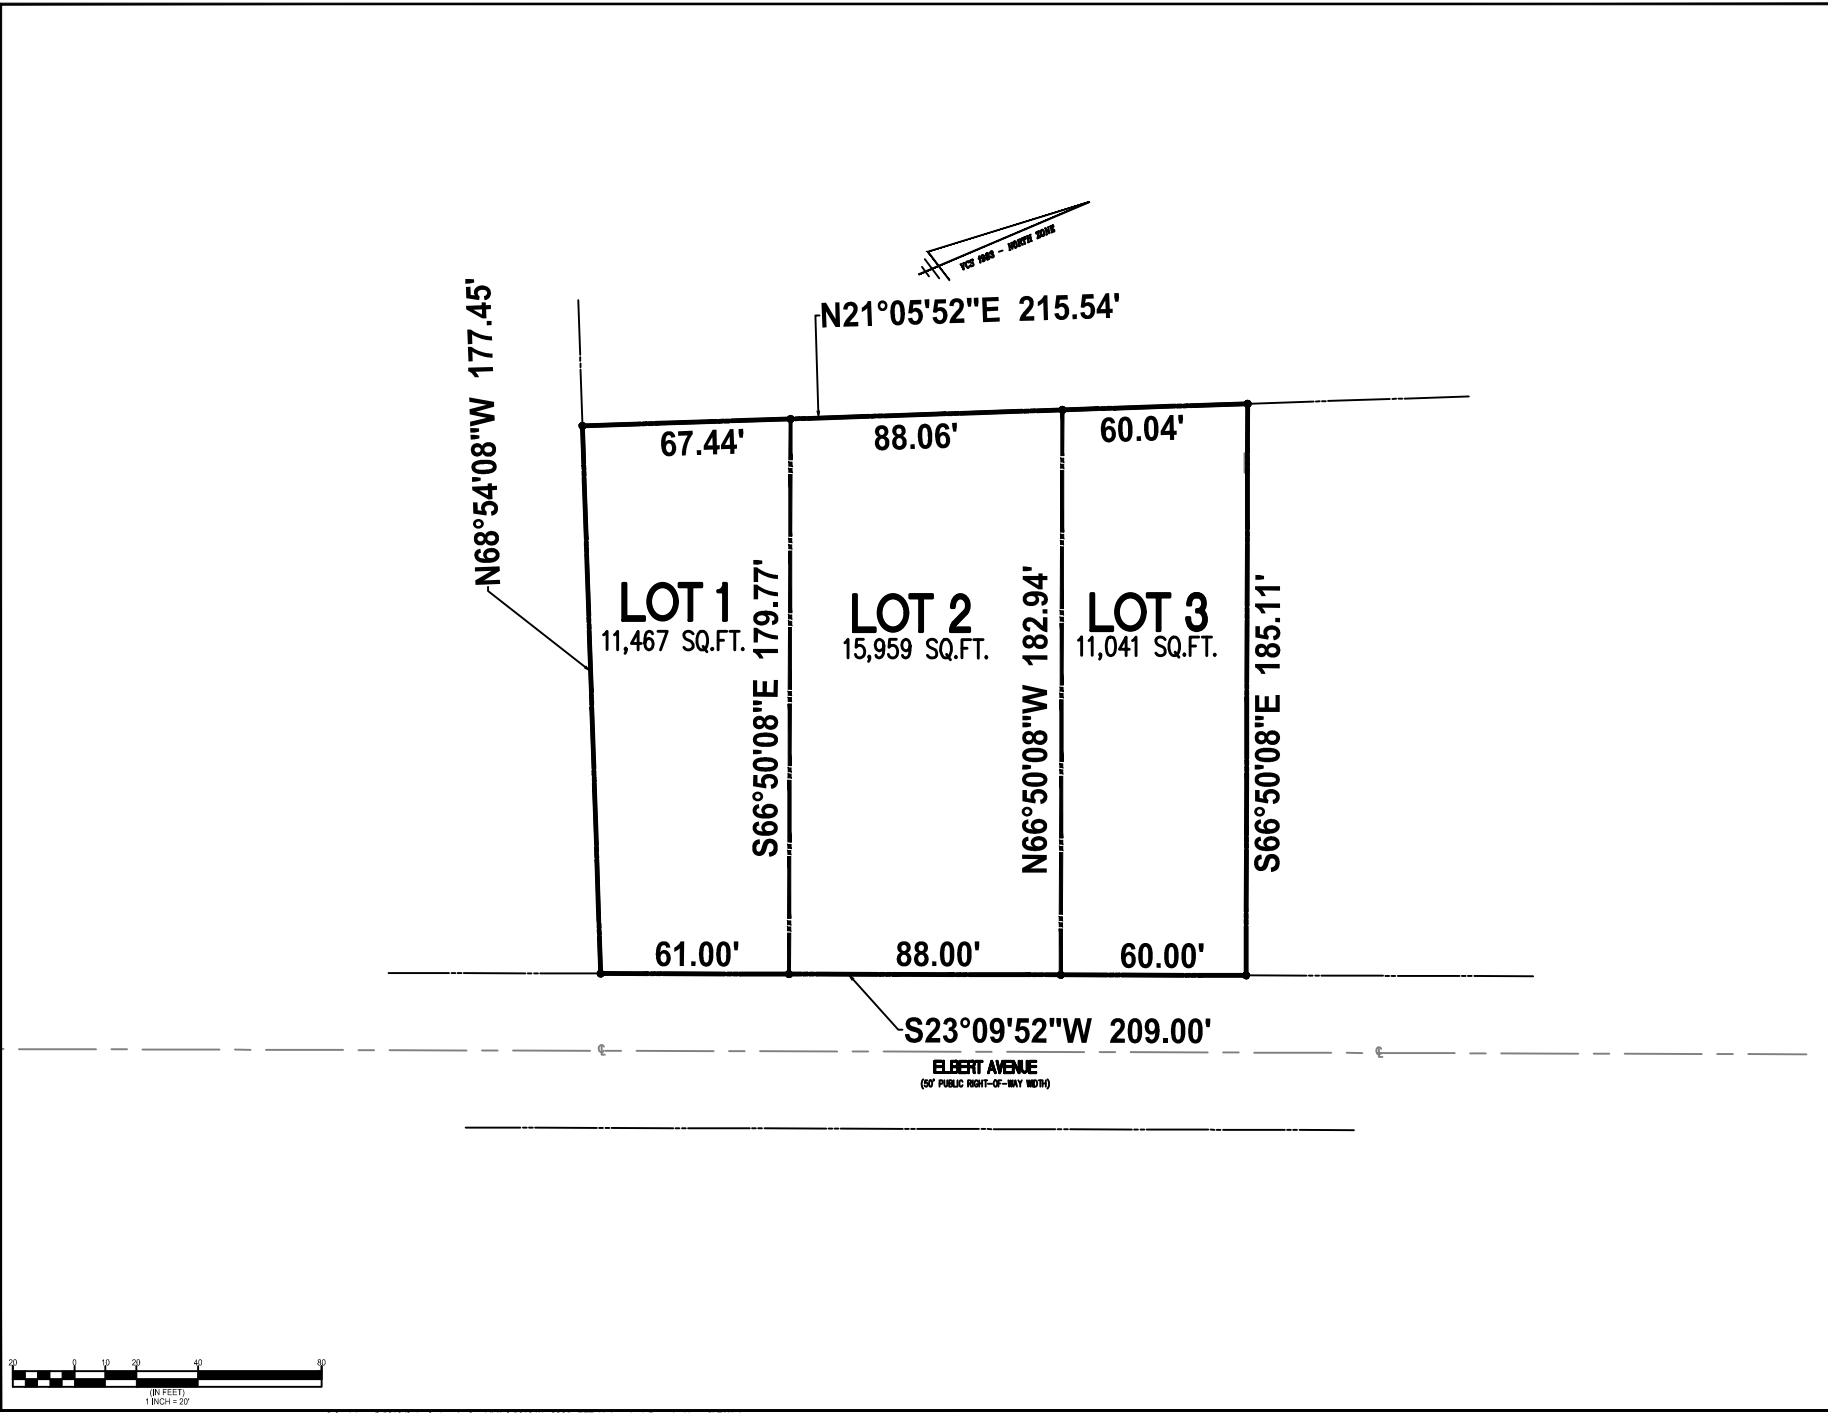 VCS 1983 - NORTH ZONE
N21°05'52"E 215.54'
N68°54'08"W 177.45'
67.44'
88.06'
60.04'
LOT 1
11,467 SQ.FT.
S66°50'08"E 179.77'
LOT 2
15,959 SQ.FT.
N66°50'08"W 182.94'
LOT 3
11,041 SQ.FT.
S66°50'08"E 185.11'
61.00'
88.00'
60.00'
S23°09'52"W 209.00'
ELBERT AVENUE
(50' PUBLIC RIGHT-OF-WAY WIDTH)
20 0 10 20 40 80
(IN FEET)
1 INCH = 20'